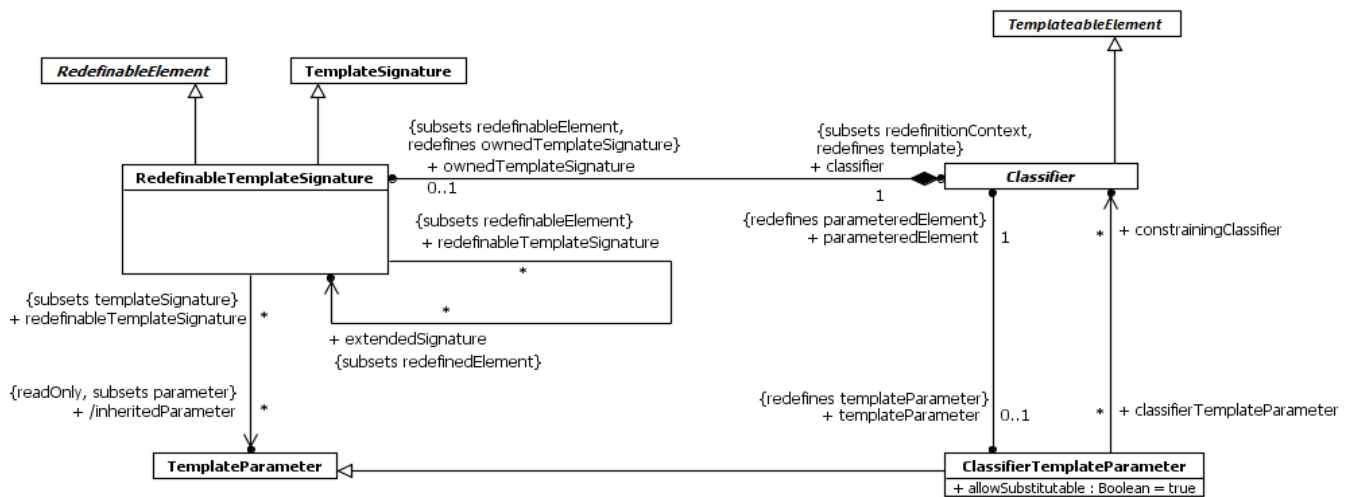 TemplateableElement
RedefinableElement
TemplateSignature
{subsets redefinableElement,
redefines ownedTemplateSignature}
+ ownedTemplateSignature
0..1
{subsets redefinitionContext,
redefines template}
+ classifier
1
RedefinableTemplateSignature
Classifier
{subsets redefinableElement}
+ redefinableTemplateSignature
*
*
+ extendedSignature
{subsets redefinedElement}
{redefines parameteredElement}
+ parameteredElement
1
*
+ constrainingClassifier
{subsets templateSignature}
+ redefinableTemplateSignature
*
{readOnly, subsets parameter}
+ /inheritedParameter
*
{redefines templateParameter}
+ templateParameter
0..1
*
+ classifierTemplateParameter
TemplateParameter
ClassifierTemplateParameter
+ allowSubstitutable : Boolean = true